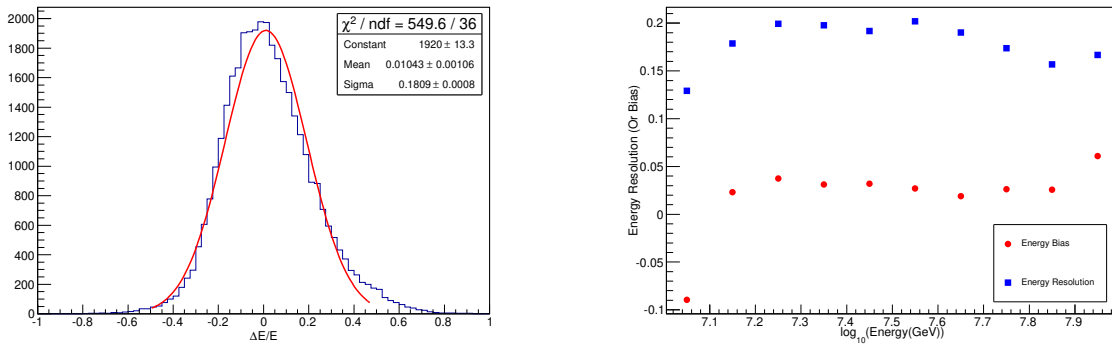 χ² / ndf = 549.6 / 36
Constant 1920 ± 13.3
Mean 0.01043 ± 0.00106
Sigma 0.1809 ± 0.0008
2000
1800
1600
1400
1200
1000
800
600
400
200
0
-1 -0.8 -0.6 -0.4 -0.2 0 0.2 0.4 0.6 0.8 1
ΔE/E
Energy Resolution (Or Bias)
0.2
0.15
0.1
0.05
0
-0.05
-0.1
Energy Bias
Energy Resolution
7.1 7.2 7.3 7.4 7.5 7.6 7.7 7.8 7.9
log₁₀(Energy(GeV))